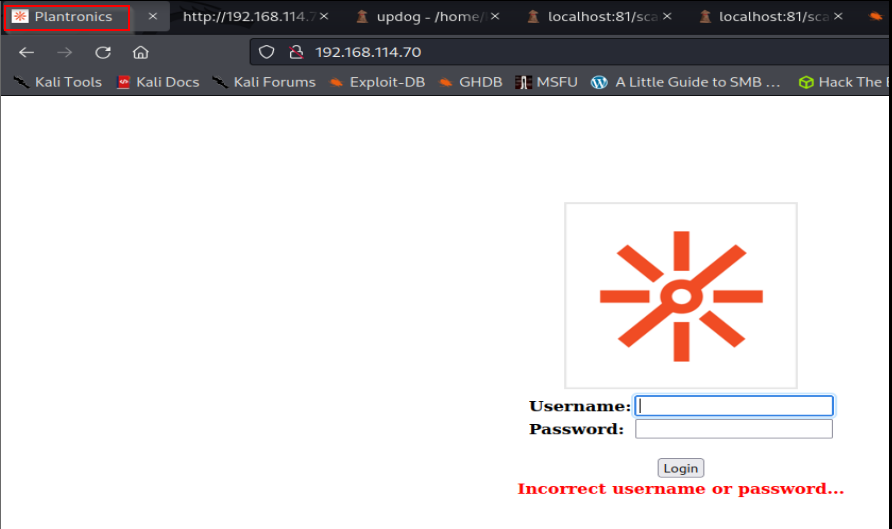 Plantronics × http://192.168.114.7 × updog - /home/ × localhost:81/sca × localhost:81/sca ×
192.168.114.70
Kali Tools Kali Docs Kali Forums Exploit-DB GHDB MSFU A Little Guide to SMB ... Hack The
Username:
Password:
Login
Incorrect username or password...